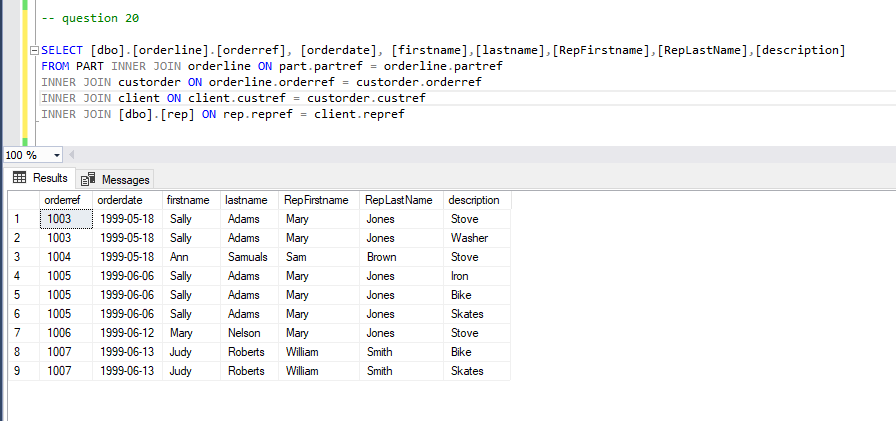 -- question 20
SELECT [dbo].[orderline].[orderref], [orderdate], [firstname],[lastname],[RepFirstname],[RepLastName],[description]
FROM PART INNER JOIN orderline ON part.partref = orderline.partref
INNER JOIN custorder ON orderline.orderref = custorder.orderref
INNER JOIN client ON client.custref = custorder.custref
INNER JOIN [dbo].[rep] ON rep.repref = client.repref
100 %
Results Messages
orderref orderdate firstname lastname RepFirstname RepLastName description
1 1003 1999-05-18 Sally Adams Mary Jones Stove
2 1003 1999-05-18 Sally Adams Mary Jones Washer
3 1004 1999-05-18 Ann Samuals Sam Brown Stove
4 1005 1999-06-06 Sally Adams Mary Jones Iron
5 1005 1999-06-06 Sally Adams Mary Jones Bike
6 1005 1999-06-06 Sally Adams Mary Jones Skates
7 1006 1999-06-12 Mary Nelson Mary Jones Stove
8 1007 1999-06-13 Judy Roberts William Smith Bike
9 1007 1999-06-13 Judy Roberts William Smith Skates